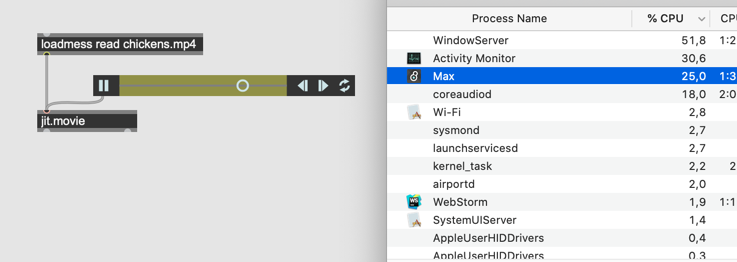 loadmess read chickens.mp4
jit.movie
Process Name % CPU CPU
WindowServer 51,8 1:2
Activity Monitor 30,6
Max 25,0 1:3
coreaudiod 18,0 2:0
Wi-Fi 2,8
sysmond 2,7
launchservicesd 2,7
kernel_task 2,2 2
airportd 2,0
WebStorm 1,9 1:1
SystemUIServer 1,4
AppleUserHIDDrivers 0,4
AppleUserHIDDrivers 0,3